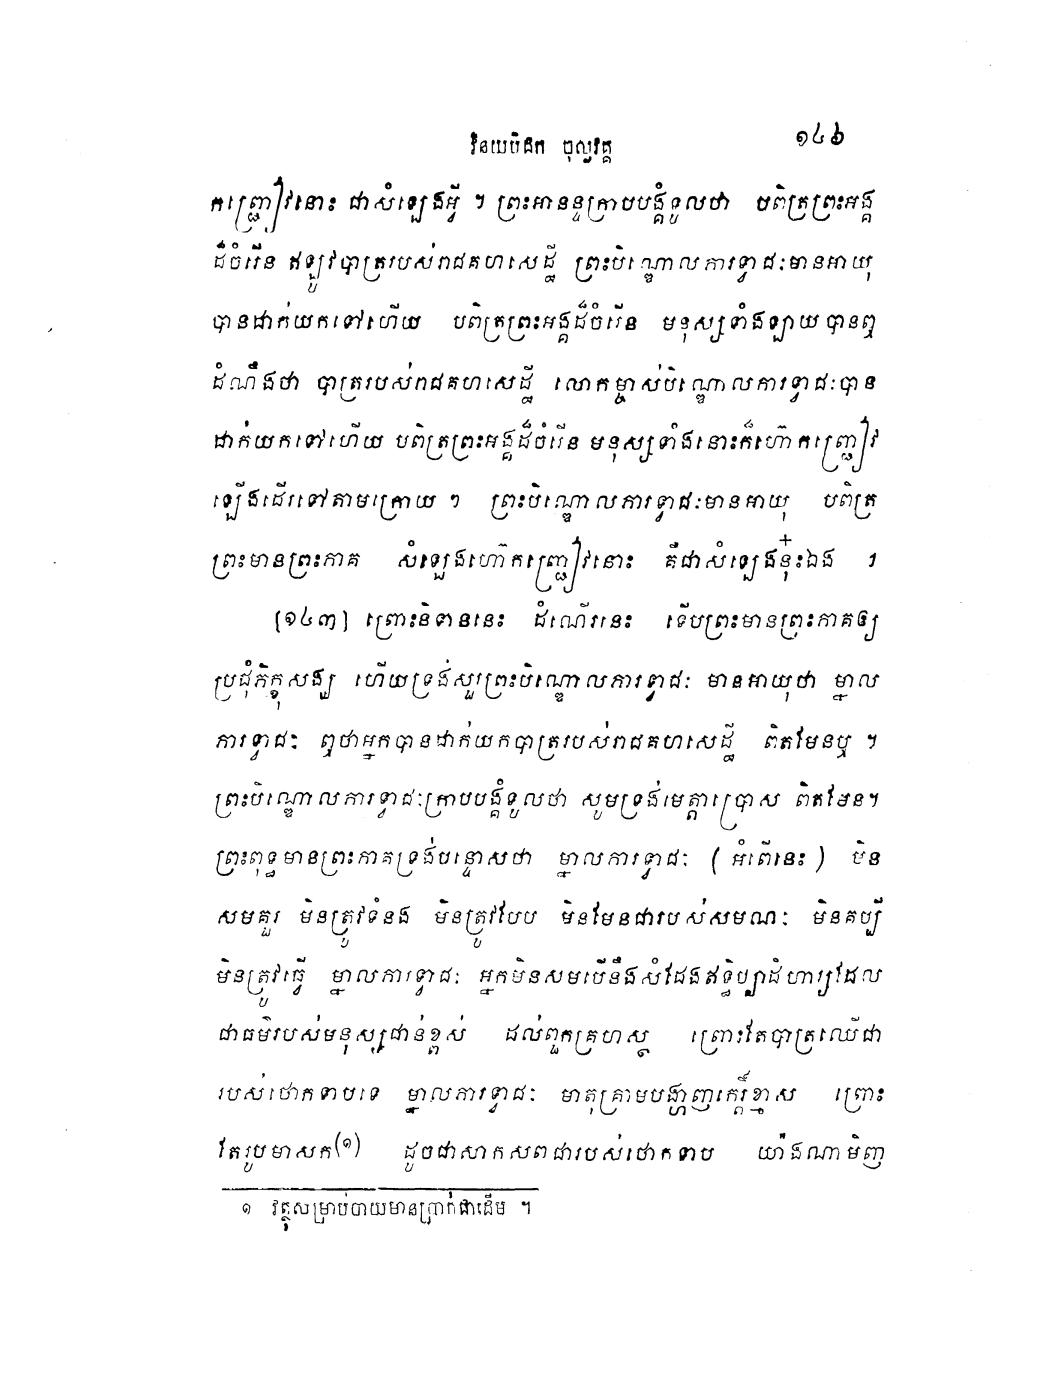 វិនយបិដក ចុល្លវគ្គ ១៤៦
កញ្ជ្រៀវនោះ ជាសំឡេងអ្វី ។ ព្រះអានន្ទក្រាបបង្គំទូលថា បពិត្រព្រះអង្គ
ដ៏ចំរើន ឥឡូវបាត្ររបស់រាជគហសេដ្ឋី ព្រះបិណ្ឌោលភារទ្វាជៈមានអាយុ
បានដាក់យកទៅហើយ បពិត្រព្រះអង្គដ៏ចំរើន មនុស្សទាំងឡាយបានឮ
ដំណឹងថា បាត្ររបស់រាជគហសេដ្ឋី លោកម្ចាស់បិណ្ឌោលភារទ្វាជៈបាន
ដាក់យកទៅហើយ បពិត្រព្រះអង្គដ៏ចំរើន មនុស្សទាំងនោះក៏ហ៊ោកញ្ជ្រៀវ
ឡើងដើរទៅតាមក្រោយ ។ ព្រះបិណ្ឌោលភារទ្វាជៈមានអាយុ បពិត្រ
ព្រះមានព្រះភាគ សំឡេងហ៊ោកញ្ជ្រៀវនោះ គឺជាសំឡេងនុ៎ះឯង ។
[១៤៣] ព្រោះនិទាននេះ ដំណើរនេះ ទើបព្រះមានព្រះភាគឲ្យ
ប្រជុំភិក្ខុសង្ឃ ហើយទ្រង់សួរព្រះបិណ្ឌោលភារទ្វាជៈ មានអាយុថា ម្នាល
ភារទ្វាជៈ ឮថាអ្នកបានដាក់យកបាត្ររបស់រាជគហសេដ្ឋី ពិតមែនឬ ។
ព្រះបិណ្ឌោលភារទ្វាជៈក្រាបបង្គំទូលថា សូមទ្រង់មេត្តាប្រោស ពិតមែន។
ព្រះពុទ្ធមានព្រះភាគទ្រង់បន្ទោសថា ម្នាលភារទ្វាជៈ ( អំពើនេះ ) មិន
សមគួរ មិនត្រូវទំនង មិនត្រូវបែប មិនមែនជារបស់សមណៈ មិនគប្បី
មិនត្រូវធ្វើ ម្នាលភារទ្វាជៈ អ្នកមិនសមបើនឹងសំដែងឥទ្ធិប្បាដិហារ្យដែល
ជាធម៌របស់មនុស្សជាន់ខ្ពស់ ដល់ពួកគ្រហស្ថ ព្រោះតែបាត្រឈើជា
របស់ថោកទាបទេ ម្នាលភារទ្វាជៈ មាតុគ្រាមបង្ហាញកេរ្តិ៍ខ្មាស ព្រោះ
តែរូបមាសក(១) ដូចជាសាកសពជារបស់ថោកទាប យ៉ាងណាមិញ
១ វត្ថុសម្រាប់ចាយមានប្រាក់ជាដើម ។